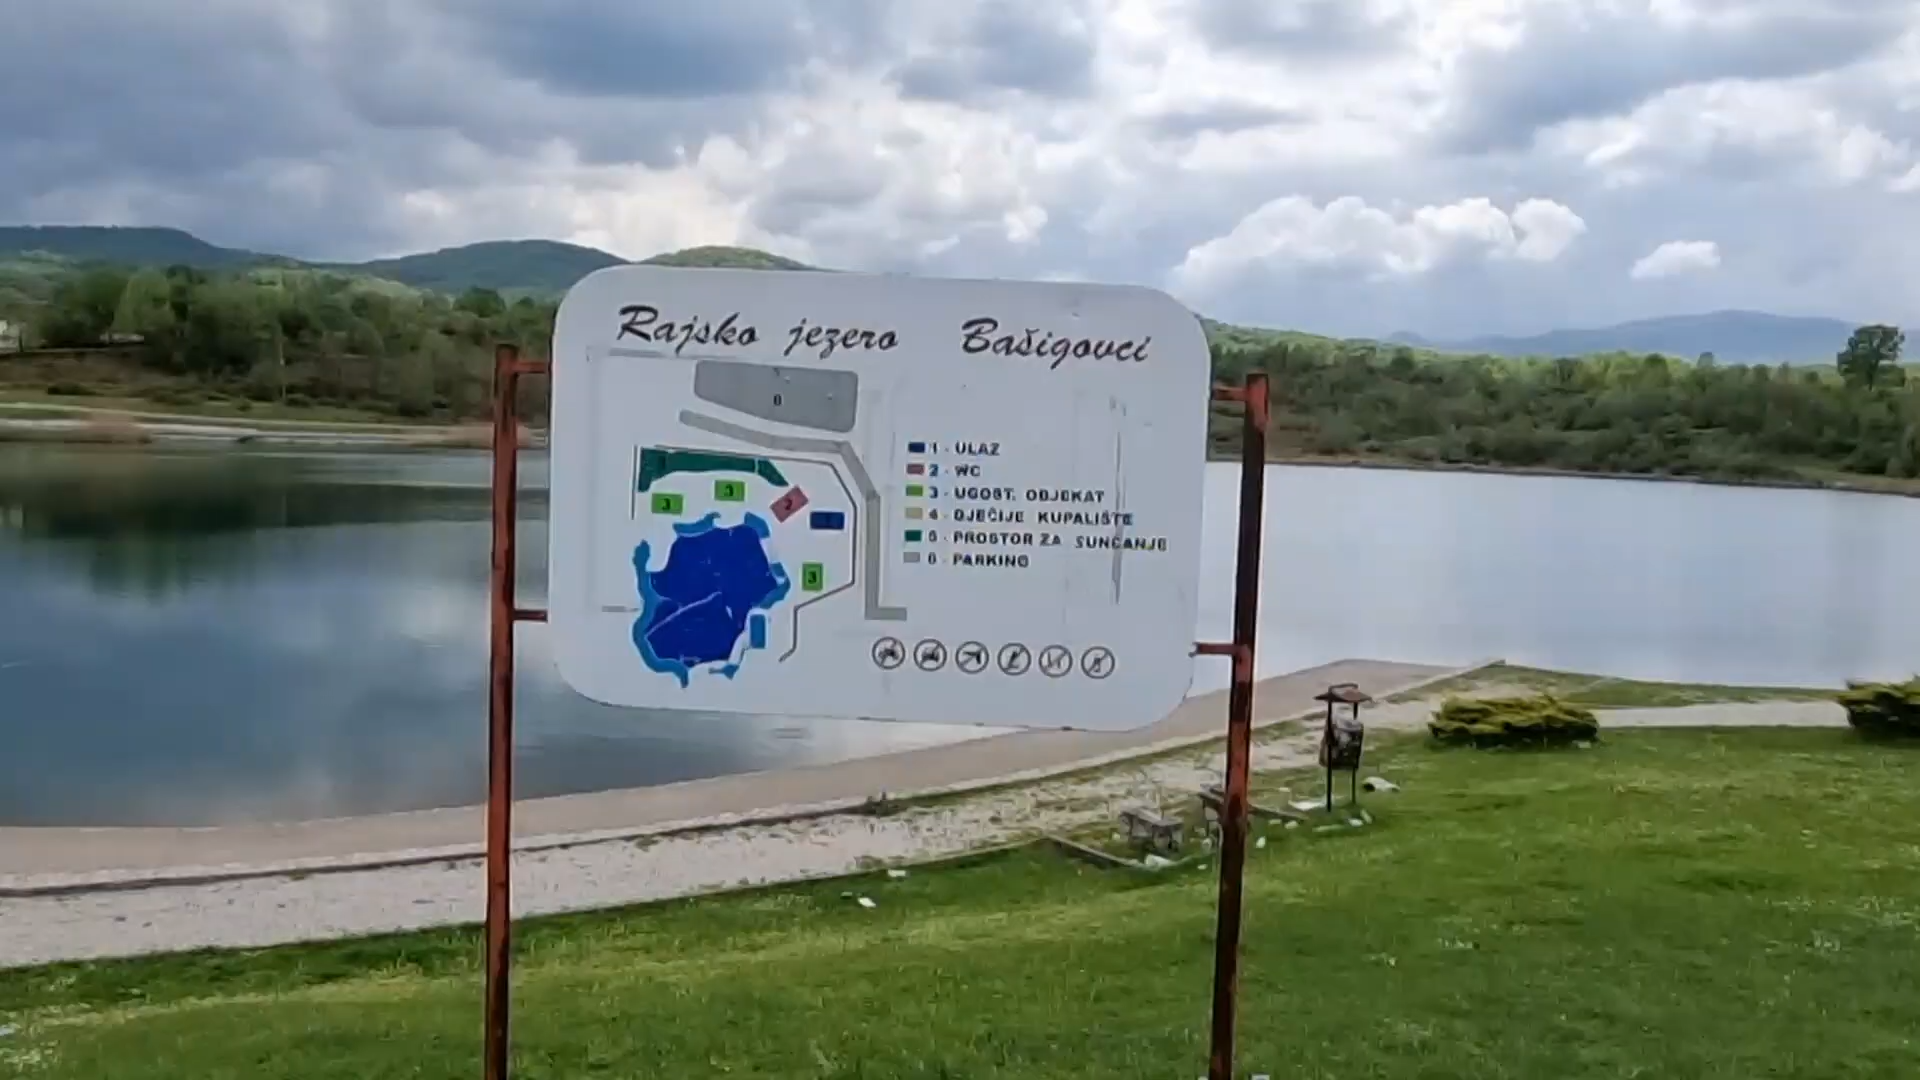 Rajsko jezero Bašigovci
6
3
3
2
3
1 - ULAZ
2 - WC
3 - UGOST. OBJEKAT
4 - DJEČIJE KUPALIŠTE
5 - PROSTOR ZA SUNČANJE
6 - PARKING